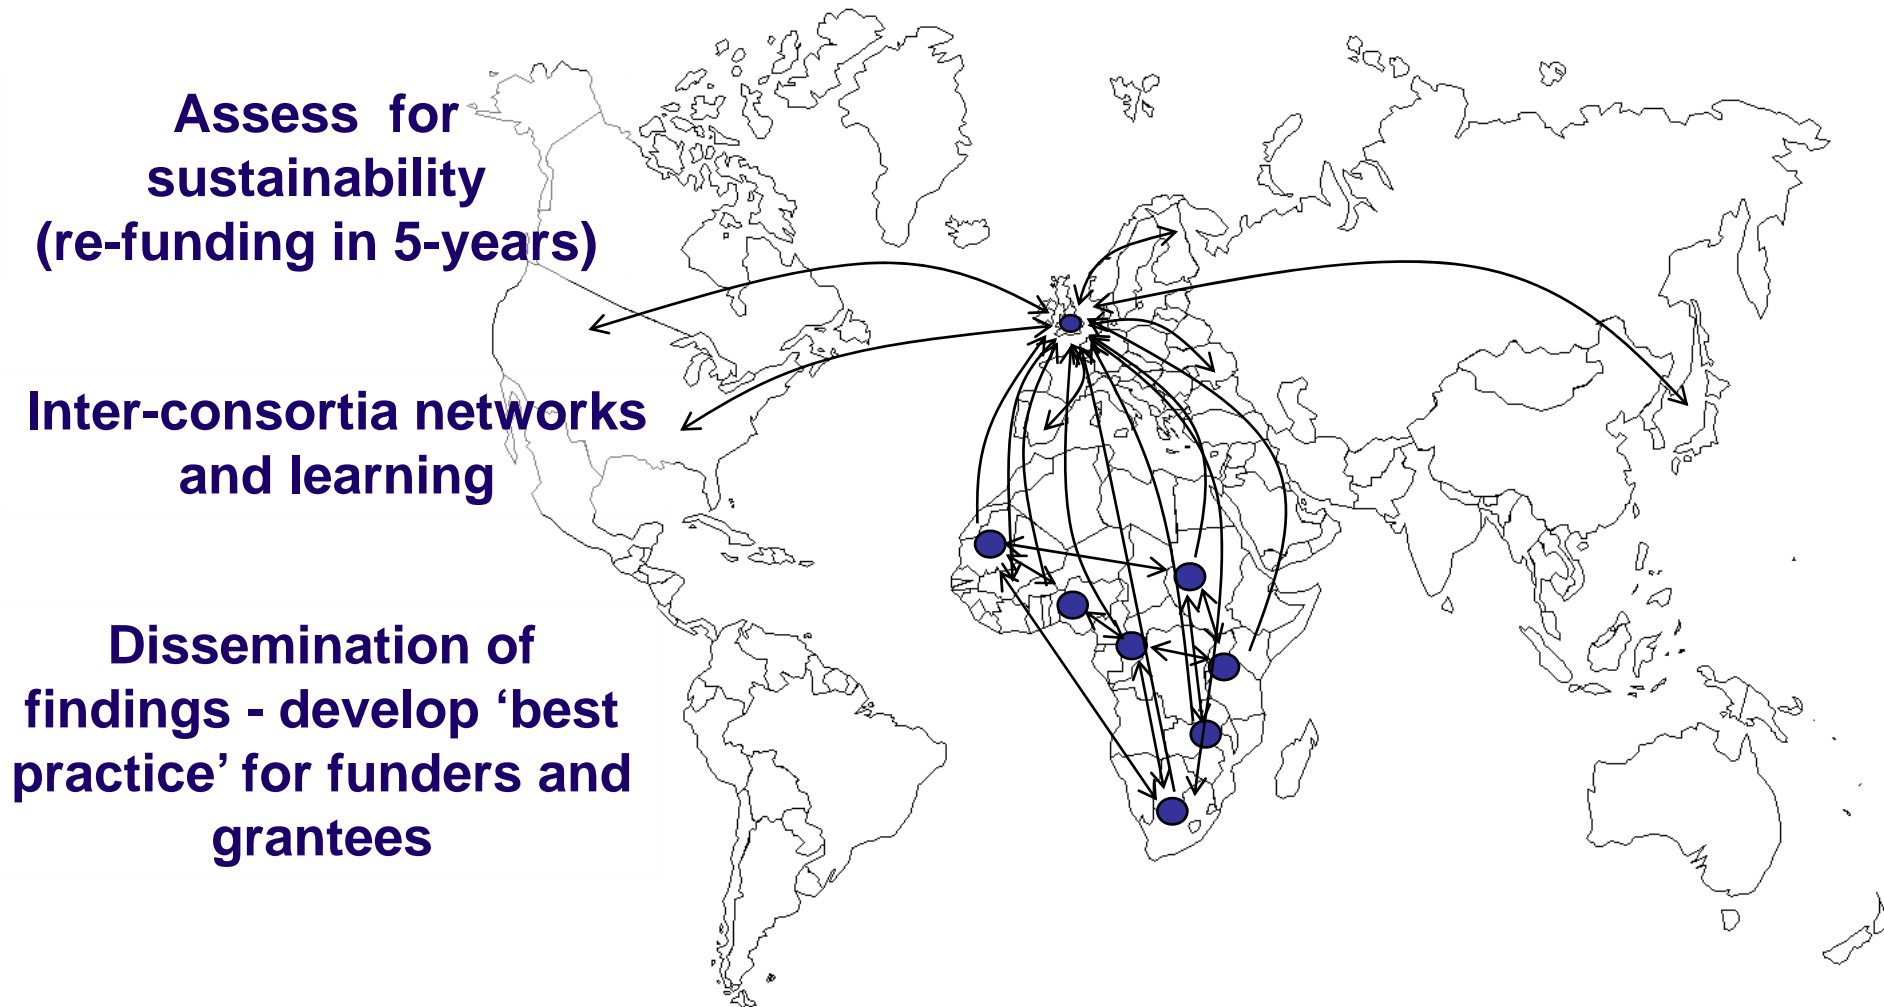 Assess for
sustainability
(re-funding in 5-years)
Inter-consortia networks
and learning
Dissemination of
findings - develop ‘best
practice’ for funders and
grantees